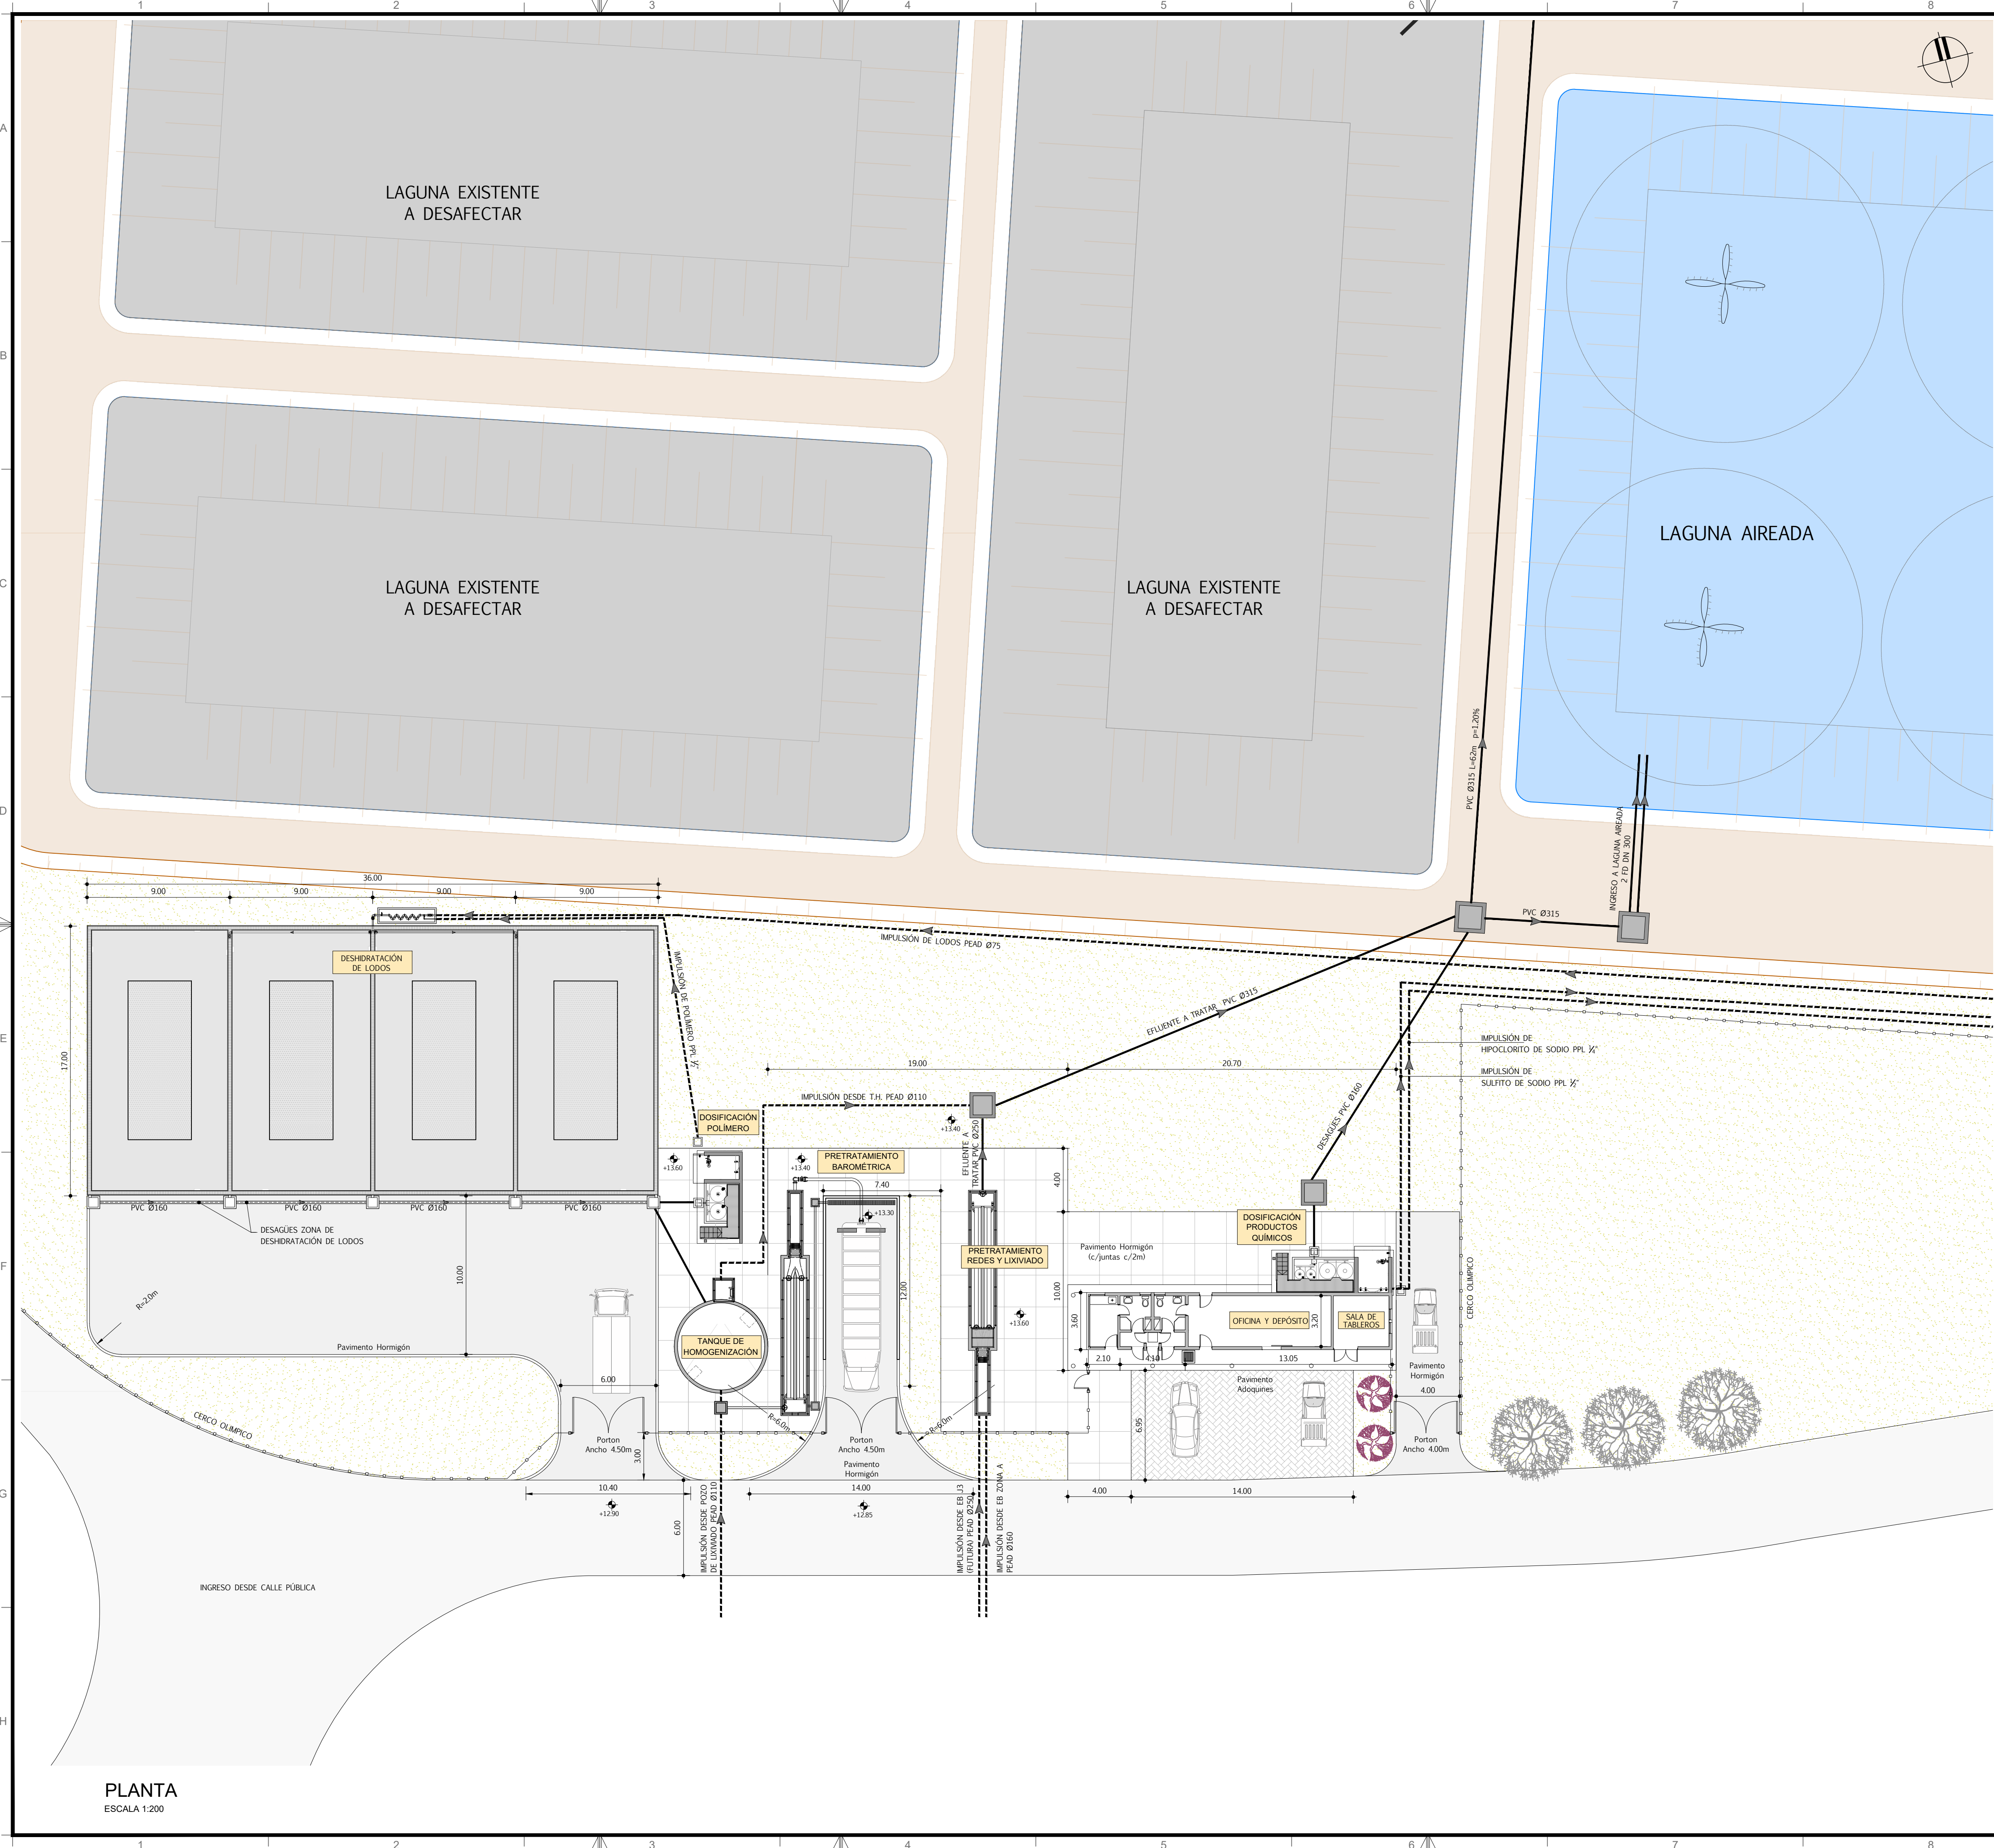 1 2 3 4 5 6 7 8
A
B
C
D
E
F
G
H
LAGUNA EXISTENTE
A DESAFECTAR
LAGUNA EXISTENTE
A DESAFECTAR
LAGUNA EXISTENTE
A DESAFECTAR
LAGUNA AIREADA
PVC Ø315 L=62m p=1.20%
INGRESO A LAGUNA AIREADA
2 FD DN 300
PVC Ø315
36.00
9.00
9.00
9.00
9.00
17.00
DESHIDRATACIÓN
DE LODOS
IMPULSIÓN DE LODOS PEAD Ø75
IMPULSIÓN DE POLÍMERO PPL ½"
EFLUENTE A TRATAR PVC Ø315
IMPULSIÓN DE
HIPOCLORITO DE SODIO PPL ¾"
IMPULSIÓN DE
SULFITO DE SODIO PPL ½"
19.00
20.70
IMPULSIÓN DESDE T.H. PEAD Ø110
DESAGÜES PVC Ø160
DOSIFICACIÓN
POLÍMERO
+13.40
EFLUENTE A
TRATAR PVC Ø250
PRETRATAMIENTO
BAROMÉTRICA
+13.60
+13.40
7.40
4.00
+13.30
PVC Ø160
PVC Ø160
PVC Ø160
PVC Ø160
DESAGÜES ZONA DE
DESHIDRATACIÓN DE LODOS
DOSIFICACIÓN
PRODUCTOS
QUÍMICOS
PRETRATAMIENTO
REDES Y LIXIVIADO
Pavimento Hormigón
(c/juntas c/2m)
10.00
12.00
10.00
CERCO OLIMPICO
R=2.0m
+13.60
3.60
OFICINA Y DEPÓSITO
3.20
SALA DE
TABLEROS
TANQUE DE
HOMOGENIZACIÓN
Pavimento Hormigón
2.10
4.10
13.05
Pavimento
Hormigón
6.00
Pavimento
Adoquines
4.00
CERCO OLIMPICO
R=6.0m
R=6.0m
6.95
Porton
Ancho 4.50m
3.00
Porton
Ancho 4.50m
Porton
Ancho 4.00m
Pavimento
Hormigón
10.40
+12.90
14.00
+12.85
4.00
14.00
6.00
IMPULSIÓN DESDE POZO
DE LIXIVIADO PEAD Ø110
IMPULSIÓN DESDE EB J3
(FUTURA) PEAD Ø250
IMPULSIÓN DESDE EB ZONA A
PEAD Ø160
INGRESO DESDE CALLE PÚBLICA
PLANTA
ESCALA 1:200
1 2 3 4 5 6 7 8